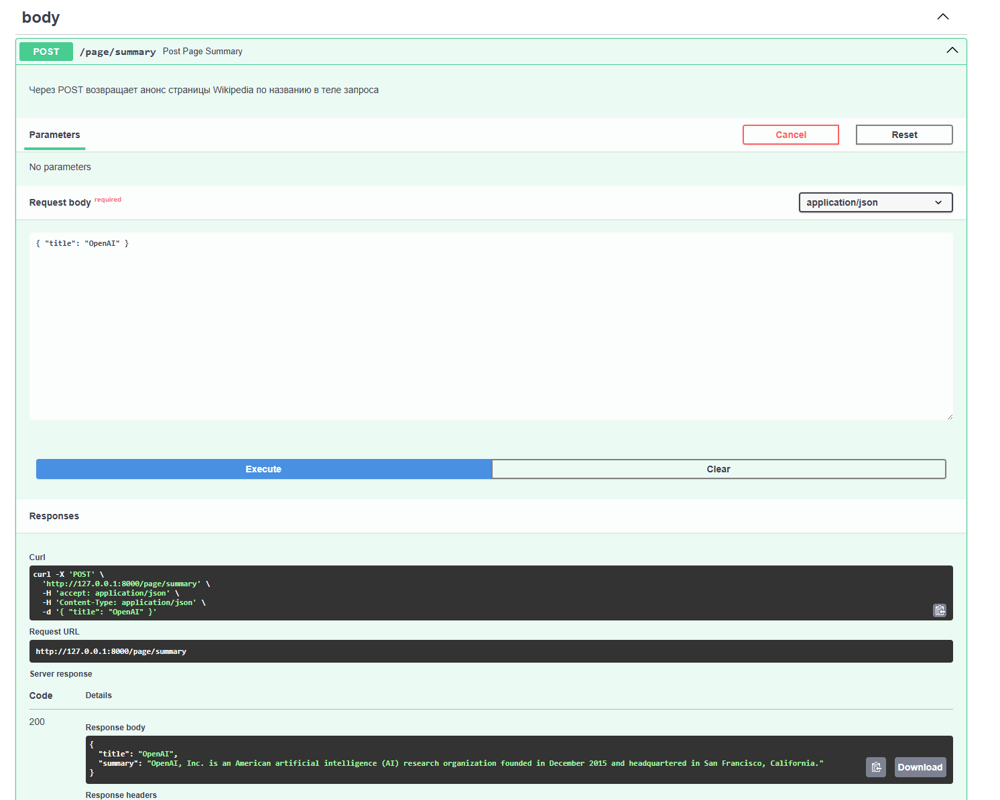 body
POST /page/summary Post Page Summary
Через POST возвращает анонс страницы Wikipedia по названию в теле запроса
Parameters
Cancel
Reset
No parameters
Request body required
application/json
{ "title": "OpenAI" }
Execute
Clear
Responses
Curl
curl -X 'POST' \
  'http://127.0.0.1:8000/page/summary' \
  -H 'accept: application/json' \
  -H 'Content-Type: application/json' \
  -d '{ "title": "OpenAI" }'
Request URL
http://127.0.0.1:8000/page/summary
Server response
Code Details
200
Response body
{
  "title": "OpenAI",
  "summary": "OpenAI, Inc. is an American artificial intelligence (AI) research organization founded in December 2015 and headquartered in San Francisco, California."
}
Download
Response headers